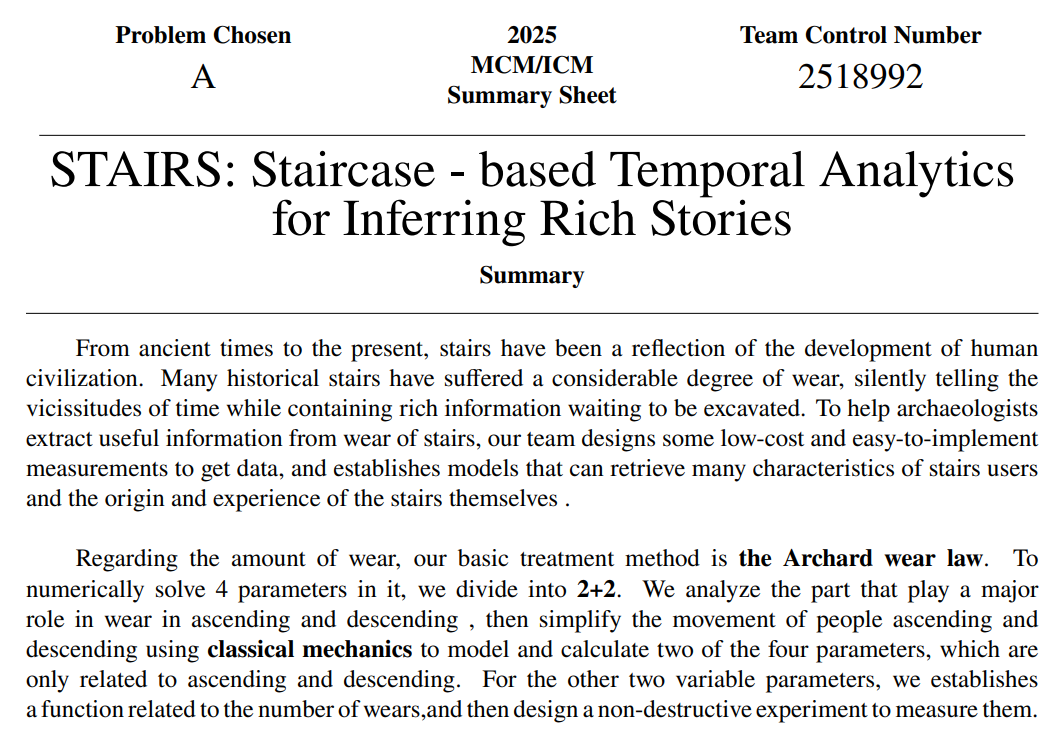 Problem Chosen
A
2025
MCM/ICM
Summary Sheet
Team Control Number
2518992
STAIRS: Staircase - based Temporal Analytics
for Inferring Rich Stories
Summary
From ancient times to the present, stairs have been a reflection of the development of human
civilization. Many historical stairs have suffered a considerable degree of wear, silently telling the
vicissitudes of time while containing rich information waiting to be excavated. To help archaeologists
extract useful information from wear of stairs, our team designs some low-cost and easy-to-implement
measurements to get data, and establishes models that can retrieve many characteristics of stairs users
and the origin and experience of the stairs themselves .
Regarding the amount of wear, our basic treatment method is the Archard wear law. To
numerically solve 4 parameters in it, we divide into 2+2. We analyze the part that play a major
role in wear in ascending and descending , then simplify the movement of people ascending and
descending using classical mechanics to model and calculate two of the four parameters, which are
only related to ascending and descending. For the other two variable parameters, we establishes
a function related to the number of wears,and then design a non-destructive experiment to measure them.